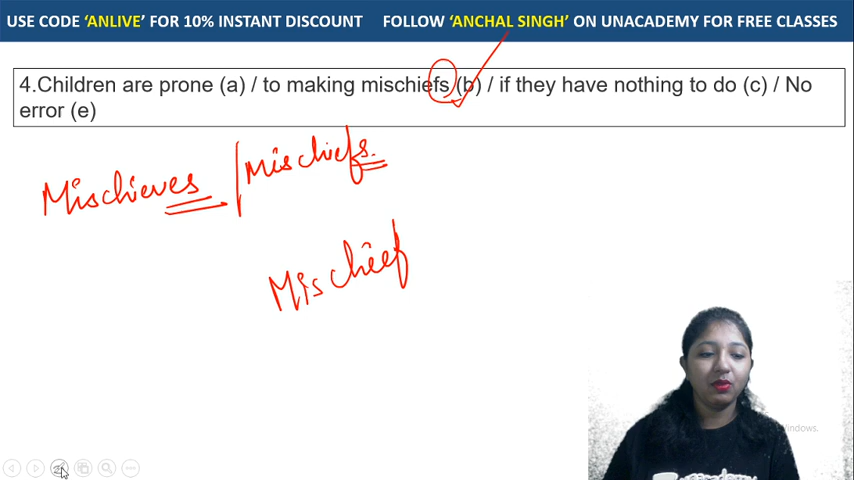 USE CODE ‘ANLIVE’ FOR 10% INSTANT DISCOUNT FOLLOW ‘ANCHAL SINGH’ ON UNACADEMY FOR FREE CLASSES
4.Children are prone (a) / to making mischiefs (b) / if they have nothing to do (c) / No
error (e)
Mischieves | Mischiefs.
Mischief
Windows.